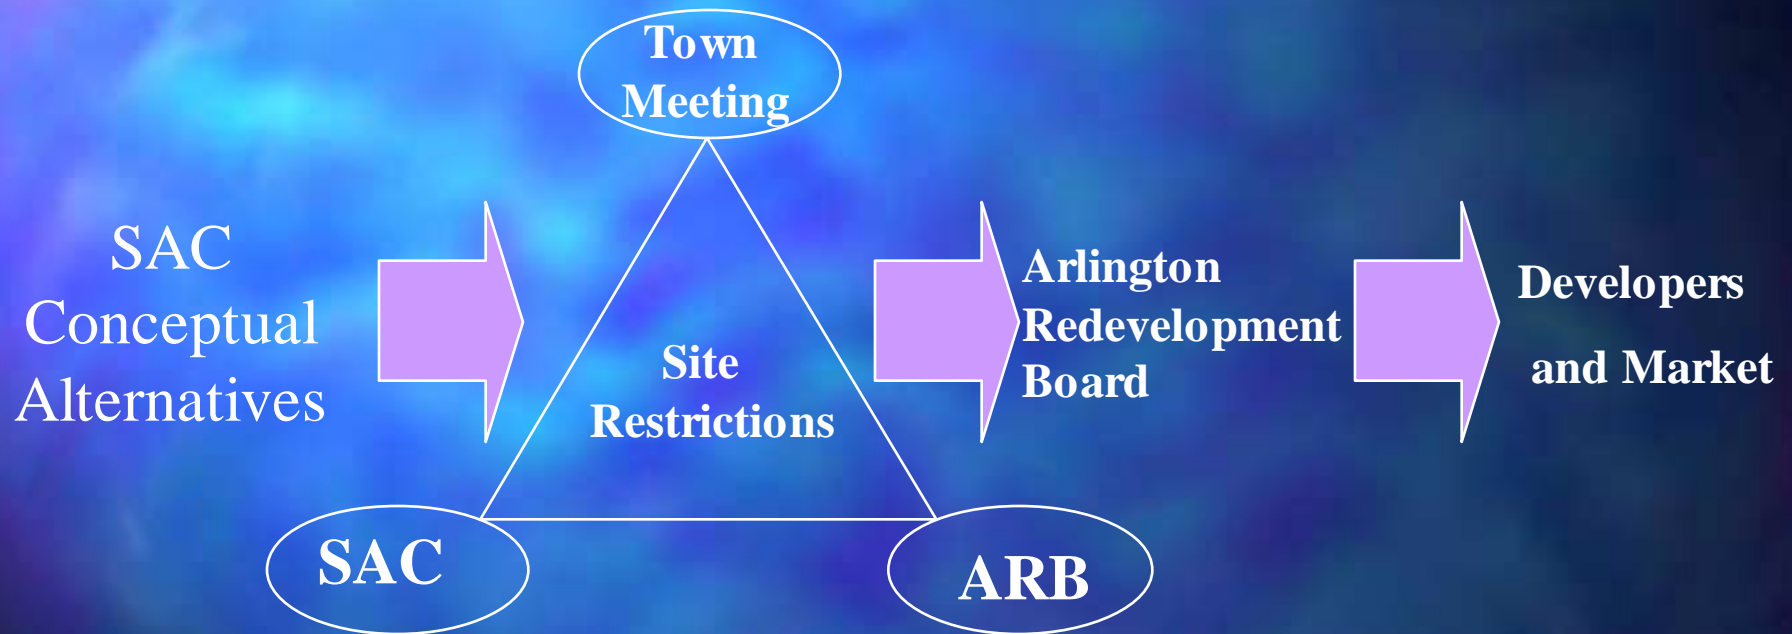 Town
Meeting
SAC
Conceptual
Alternatives
Site
Restrictions
Arlington
Redevelopment
Board
Developers
and Market
SAC
ARB